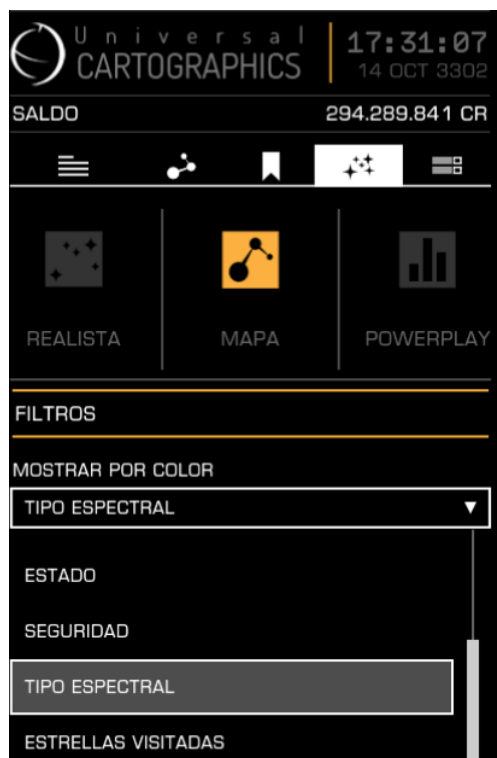 Universal
CARTOGRAPHICS
17:31:07
14 OCT 3302
SALDO 294.289.841 CR
REALISTA MAPA POWERPLAY
FILTROS
MOSTRAR POR COLOR
TIPO ESPECTRAL
ESTADO
SEGURIDAD
TIPO ESPECTRAL
ESTRELLAS VISITADAS